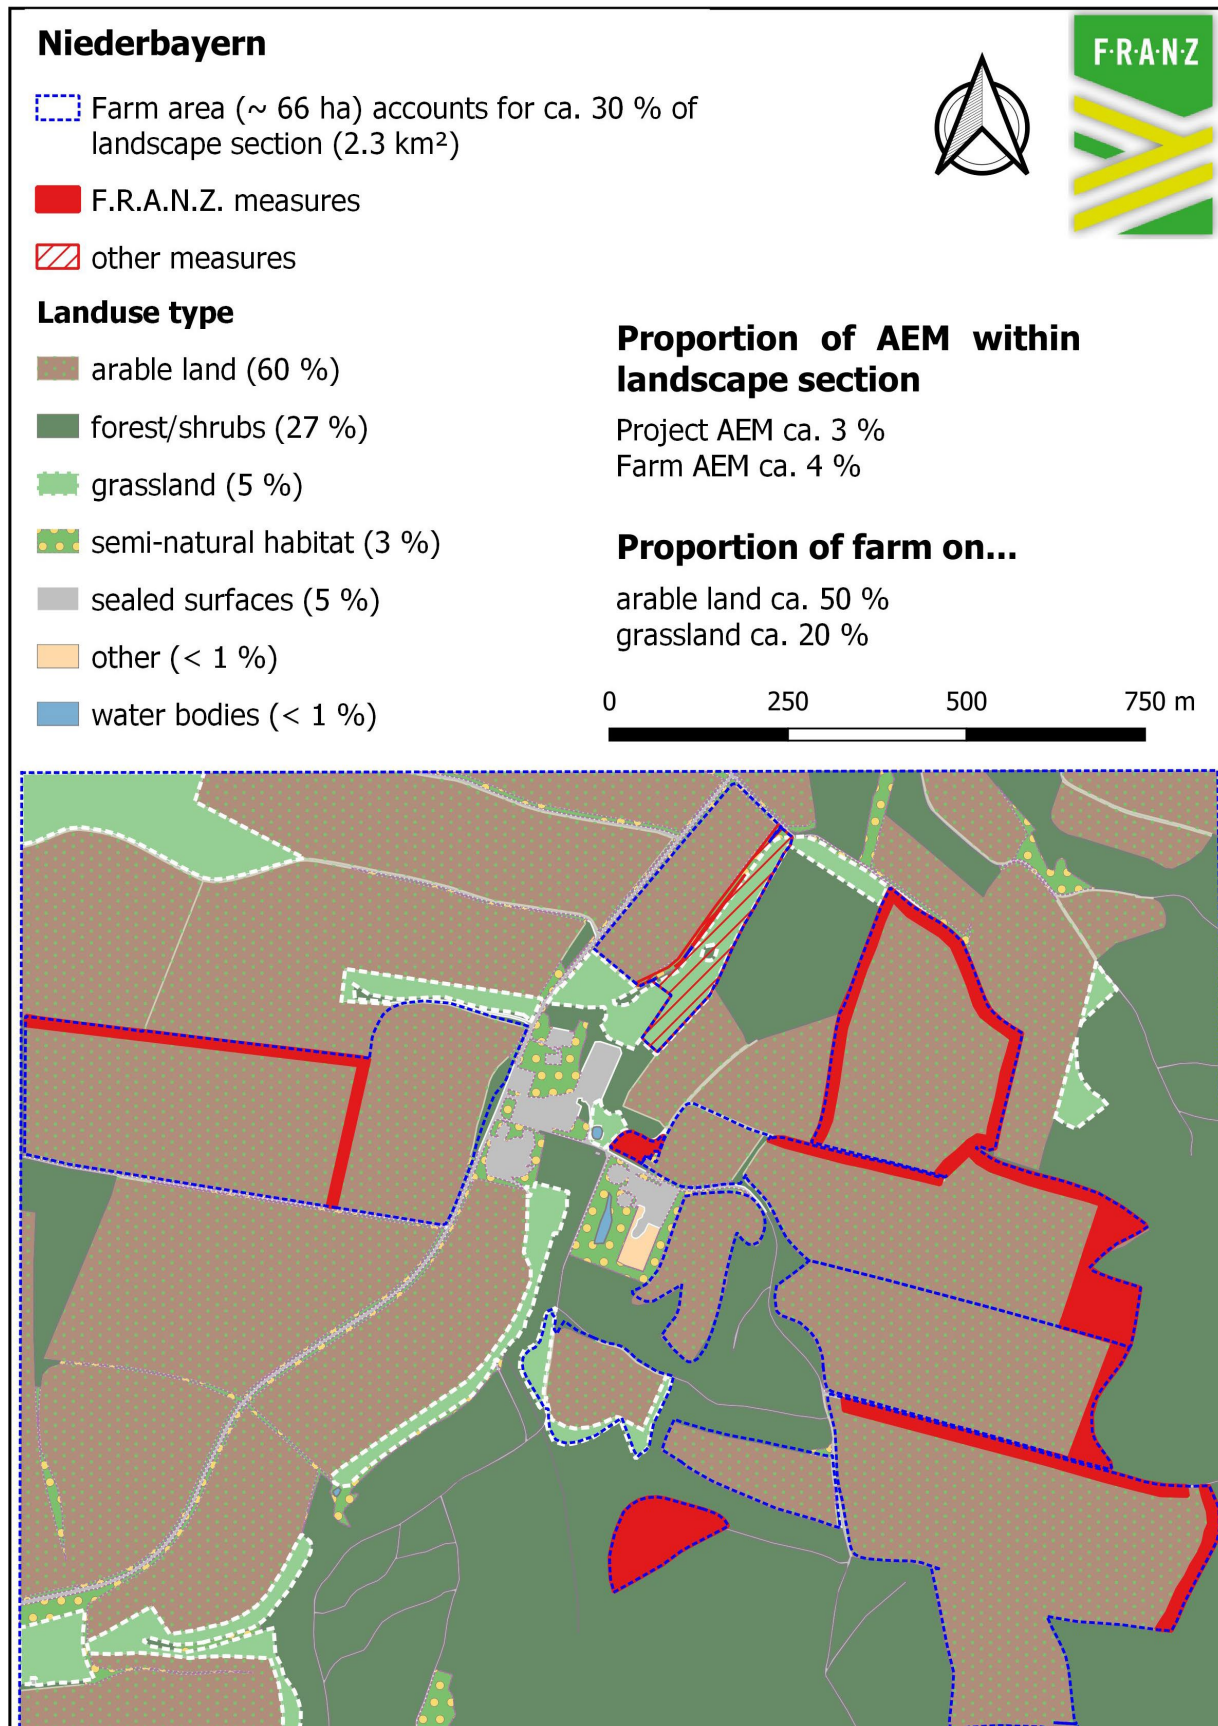 Niederbayern
Farm area (~ 66 ha) accounts for ca. 30 % of
landscape section (2.3 km²)
F.R.A.N.Z. measures
other measures
Landuse type
arable land (60 %)
forest/shrubs (27 %)
grassland (5 %)
semi-natural habitat (3 %)
sealed surfaces (5 %)
other (< 1 %)
water bodies (< 1 %)
F·R·A·N·Z
Proportion of AEM within
landscape section
Project AEM ca. 3 %
Farm AEM ca. 4 %
Proportion of farm on...
arable land ca. 50 %
grassland ca. 20 %
0 250 500 750 m